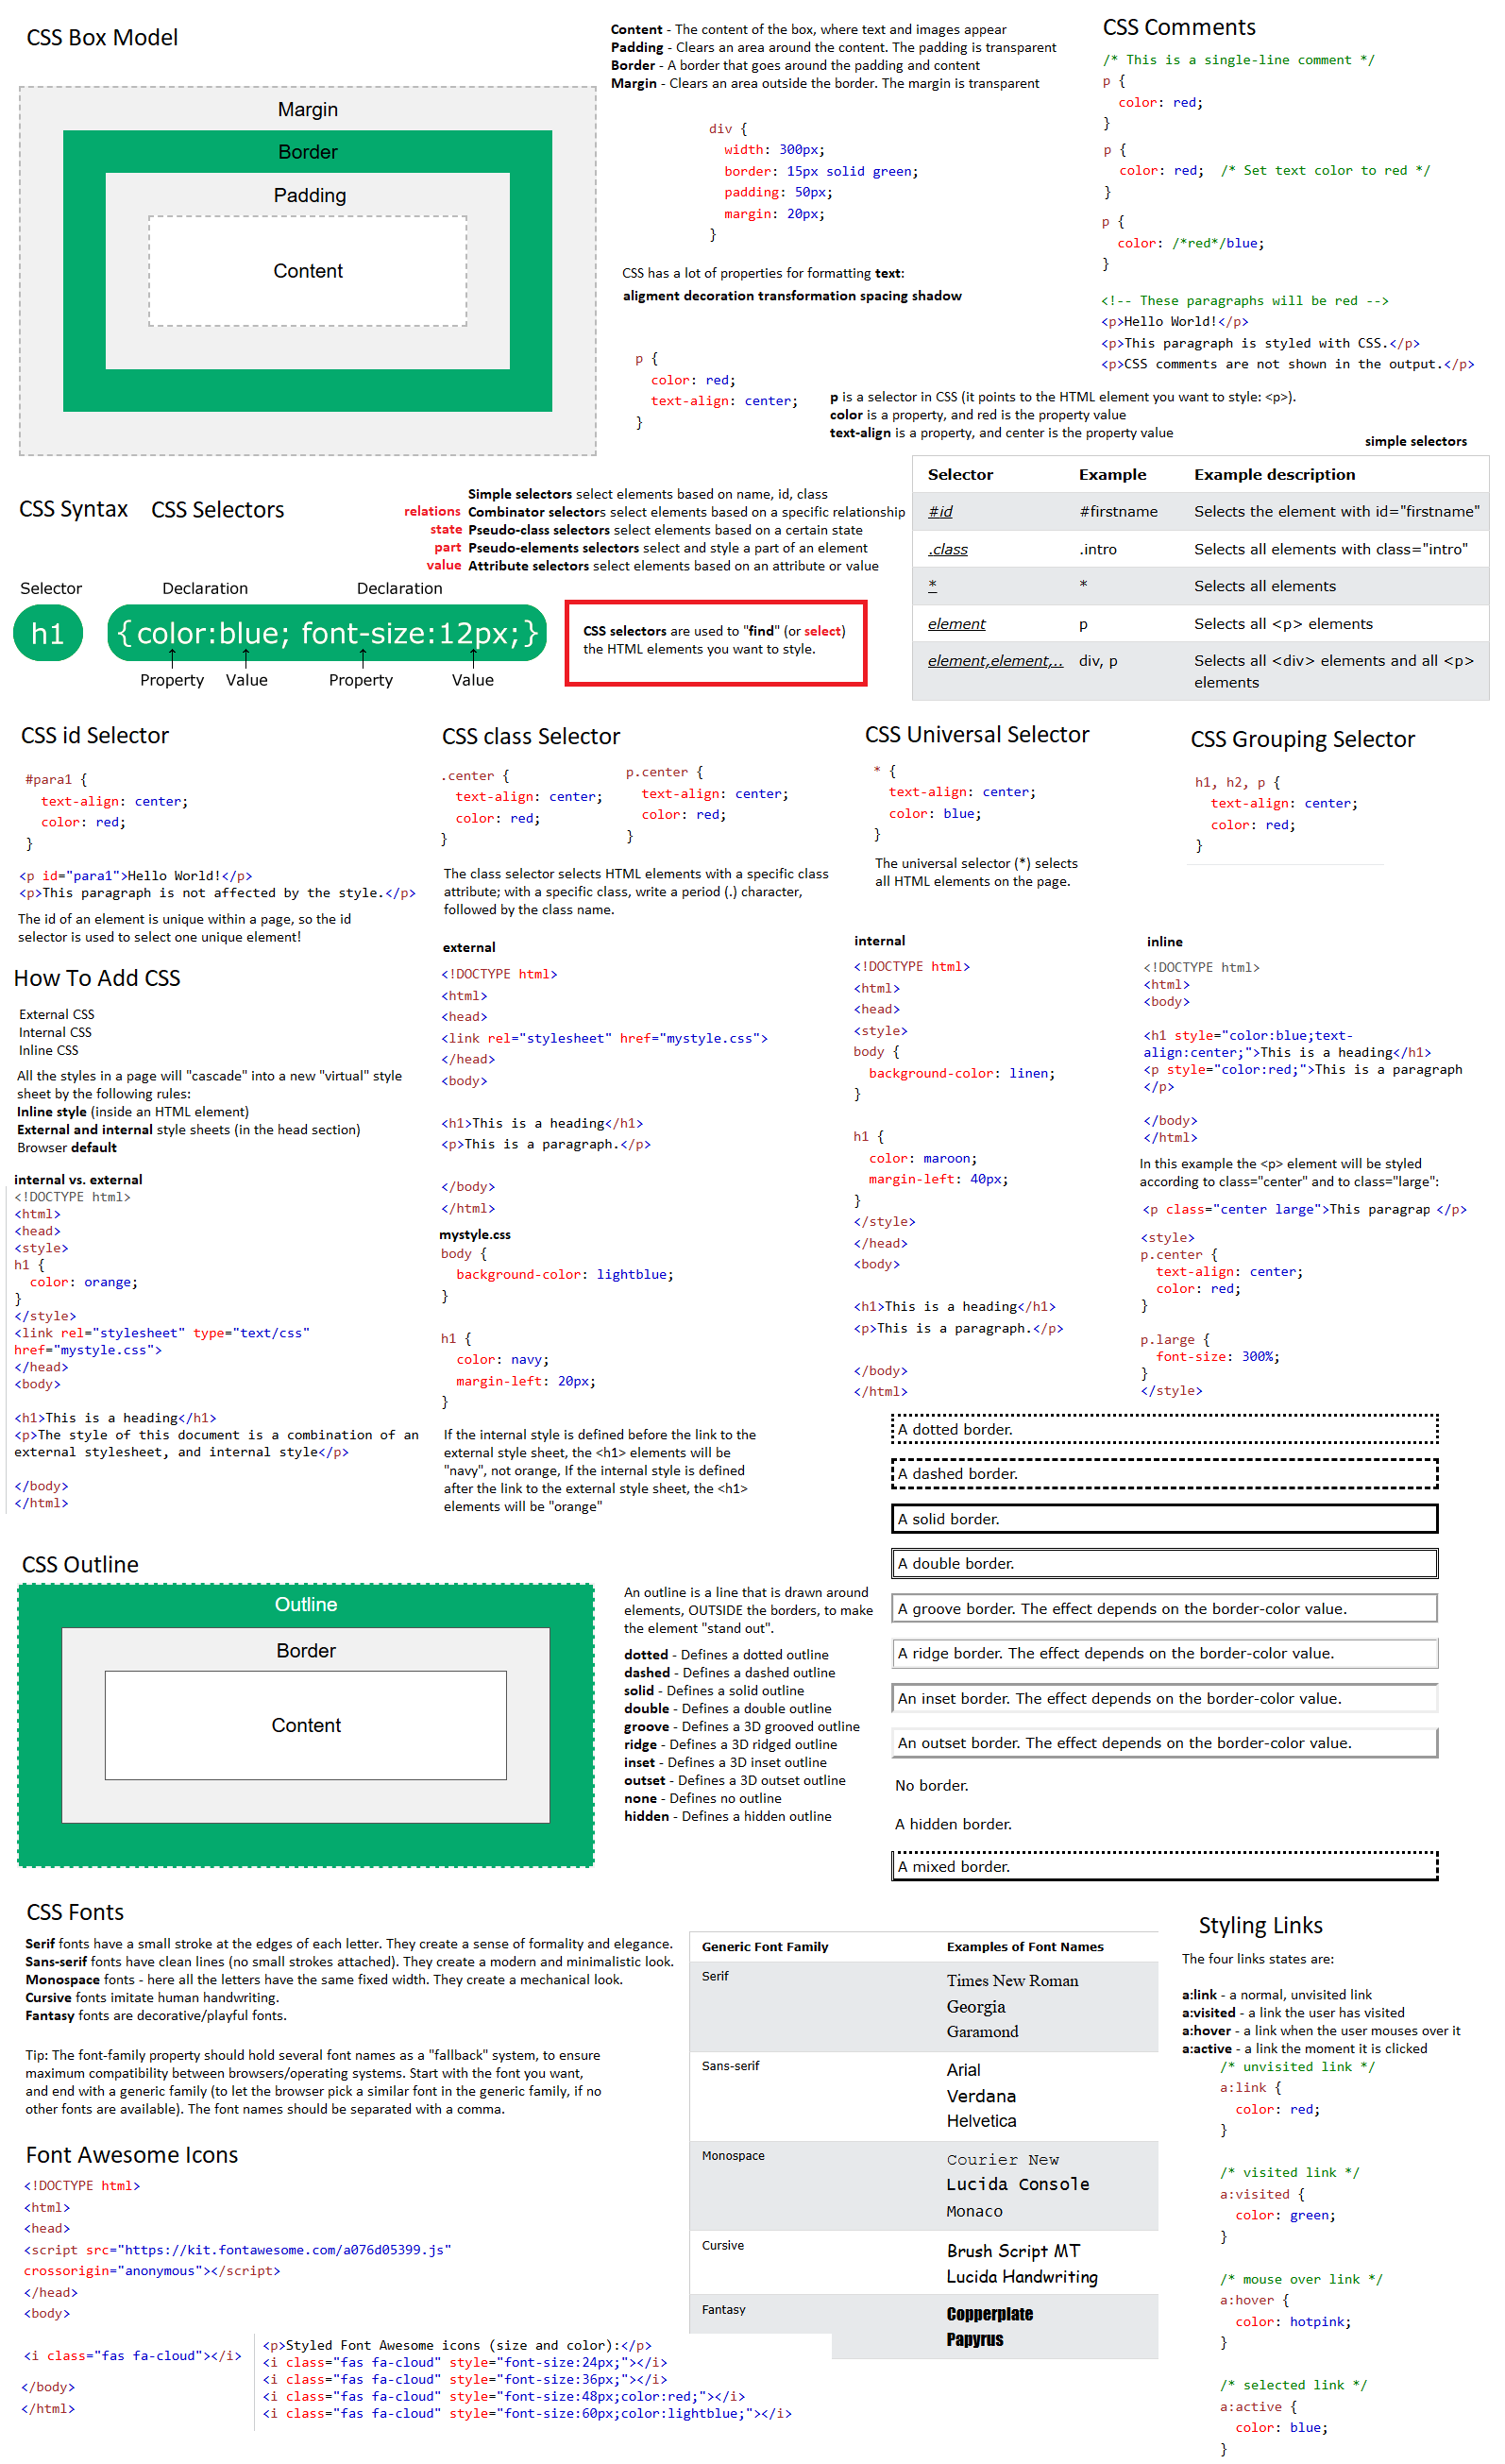 CSS Box Model
Margin
Border
Padding
Content
Content - The content of the box, where text and images appear
Padding - Clears an area around the content. The padding is transparent
Border - A border that goes around the padding and content
Margin - Clears an area outside the border. The margin is transparent
div {
  width: 300px;
  border: 15px solid green;
  padding: 50px;
  margin: 20px;
}
CSS has a lot of properties for formatting text:
aligment decoration transformation spacing shadow
p {
  color: red;
  text-align: center;
}
CSS Comments
/* This is a single-line comment */
p {
  color: red;
}
p {
  color: red;  /* Set text color to red */
}
p {
  color: /*red*/blue;
}
<!-- These paragraphs will be red -->
<p>Hello World!</p>
<p>This paragraph is styled with CSS.</p>
<p>CSS comments are not shown in the output.</p>
p is a selector in CSS (it points to the HTML element you want to style: <p>).
color is a property, and red is the property value
text-align is a property, and center is the property value
CSS Syntax
CSS Selectors
Simple selectors select elements based on name, id, class
relations Combinator selectors select elements based on a specific relationship
state Pseudo-class selectors select elements based on a certain state
part Pseudo-elements selectors select and style a part of an element
value Attribute selectors select elements based on an attribute or value
Selector Declaration Declaration
h1 {color:blue; font-size:12px;}
Property Value Property Value
CSS selectors are used to "find" (or select)
the HTML elements you want to style.
simple selectors
Selector Example Example description
#id #firstname Selects the element with id="firstname"
.class .intro Selects all elements with class="intro"
* * Selects all elements
element p Selects all <p> elements
element,element,.. div, p Selects all <div> elements and all <p>
elements
CSS id Selector
#para1 {
  text-align: center;
  color: red;
}
<p id="para1">Hello World!</p>
<p>This paragraph is not affected by the style.</p>
The id of an element is unique within a page, so the id
selector is used to select one unique element!
CSS class Selector
.center {
  text-align: center;
  color: red;
}
p.center {
  text-align: center;
  color: red;
}
The class selector selects HTML elements with a specific class
attribute; with a specific class, write a period (.) character,
followed by the class name.
CSS Universal Selector
* {
  text-align: center;
  color: blue;
}
The universal selector (*) selects
all HTML elements on the page.
CSS Grouping Selector
h1, h2, p {
  text-align: center;
  color: red;
}
How To Add CSS
External CSS
Internal CSS
Inline CSS
All the styles in a page will "cascade" into a new "virtual" style
sheet by the following rules:
Inline style (inside an HTML element)
External and internal style sheets (in the head section)
Browser default
internal vs. external
<!DOCTYPE html>
<html>
<head>
<style>
h1 {
  color: orange;
}
</style>
<link rel="stylesheet" type="text/css"
href="mystyle.css">
</head>
<body>
<h1>This is a heading</h1>
<p>The style of this document is a combination of an
external stylesheet, and internal style</p>
</body>
</html>
external
<!DOCTYPE html>
<html>
<head>
<link rel="stylesheet" href="mystyle.css">
</head>
<body>
<h1>This is a heading</h1>
<p>This is a paragraph.</p>
</body>
</html>
mystyle.css
body {
  background-color: lightblue;
}
h1 {
  color: navy;
  margin-left: 20px;
}
If the internal style is defined before the link to the
external style sheet, the <h1> elements will be
"navy", not orange, If the internal style is defined
after the link to the external style sheet, the <h1>
elements will be "orange"
internal
<!DOCTYPE html>
<html>
<head>
<style>
body {
  background-color: linen;
}
h1 {
  color: maroon;
  margin-left: 40px;
}
</style>
</head>
<body>
<h1>This is a heading</h1>
<p>This is a paragraph.</p>
</body>
</html>
inline
<!DOCTYPE html>
<html>
<body>
<h1 style="color:blue;text-
align:center;">This is a heading</h1>
<p style="color:red;">This is a paragraph
</p>
</body>
</html>
In this example the <p> element will be styled
according to class="center" and to class="large":
<p class="center large">This paragrap </p>
<style>
p.center {
  text-align: center;
  color: red;
}
p.large {
  font-size: 300%;
}
</style>
A dotted border.
A dashed border.
A solid border.
A double border.
A groove border. The effect depends on the border-color value.
A ridge border. The effect depends on the border-color value.
An inset border. The effect depends on the border-color value.
An outset border. The effect depends on the border-color value.
No border.
A hidden border.
A mixed border.
CSS Outline
Outline
Border
Content
An outline is a line that is drawn around
elements, OUTSIDE the borders, to make
the element "stand out".
dotted - Defines a dotted outline
dashed - Defines a dashed outline
solid - Defines a solid outline
double - Defines a double outline
groove - Defines a 3D grooved outline
ridge - Defines a 3D ridged outline
inset - Defines a 3D inset outline
outset - Defines a 3D outset outline
none - Defines no outline
hidden - Defines a hidden outline
CSS Fonts
Serif fonts have a small stroke at the edges of each letter. They create a sense of formality and elegance.
Sans-serif fonts have clean lines (no small strokes attached). They create a modern and minimalistic look.
Monospace fonts - here all the letters have the same fixed width. They create a mechanical look.
Cursive fonts imitate human handwriting.
Fantasy fonts are decorative/playful fonts.
Tip: The font-family property should hold several font names as a "fallback" system, to ensure
maximum compatibility between browsers/operating systems. Start with the font you want,
and end with a generic family (to let the browser pick a similar font in the generic family, if no
other fonts are available). The font names should be separated with a comma.
Generic Font Family Examples of Font Names
Serif Times New Roman
Georgia
Garamond
Sans-serif Arial
Verdana
Helvetica
Monospace Courier New
Lucida Console
Monaco
Cursive Brush Script MT
Lucida Handwriting
Fantasy Copperplate
Papyrus
Font Awesome Icons
<!DOCTYPE html>
<html>
<head>
<script src="https://kit.fontawesome.com/a076d05399.js"
crossorigin="anonymous"></script>
</head>
<body>
<i class="fas fa-cloud"></i>
</body>
</html>
<p>Styled Font Awesome icons (size and color):</p>
<i class="fas fa-cloud" style="font-size:24px;"></i>
<i class="fas fa-cloud" style="font-size:36px;"></i>
<i class="fas fa-cloud" style="font-size:48px;color:red;"></i>
<i class="fas fa-cloud" style="font-size:60px;color:lightblue;"></i>
Styling Links
The four links states are:
a:link - a normal, unvisited link
a:visited - a link the user has visited
a:hover - a link when the user mouses over it
a:active - a link the moment it is clicked
/* unvisited link */
a:link {
  color: red;
}
/* visited link */
a:visited {
  color: green;
}
/* mouse over link */
a:hover {
  color: hotpink;
}
/* selected link */
a:active {
  color: blue;
}